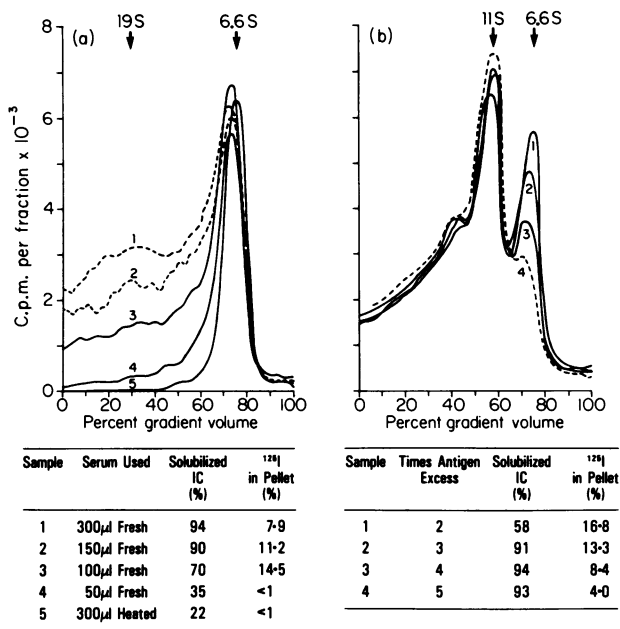 19S 6.6S
(a)
C.p.m. per fraction x 10⁻³
8
6
4
2
0
1
2
3
4
5
0 20 40 60 80 100
Percent gradient volume
11S 6.6S
(b)
1
2
3
4
0 20 40 60 80 100
Percent gradient volume
Sample Serum Used Solubilized IC (%) ¹²⁵I in Pellet (%)
1 300µl Fresh 94 7·9
2 150µl Fresh 90 11·2
3 100µl Fresh 70 14·5
4 50µl Fresh 35 <1
5 300µl Heated 22 <1
Sample Times Antigen Excess Solubilized IC (%) ¹²⁵I in Pellet (%)
1 2 58 16·8
2 3 91 13·3
3 4 94 8·4
4 5 93 4·0